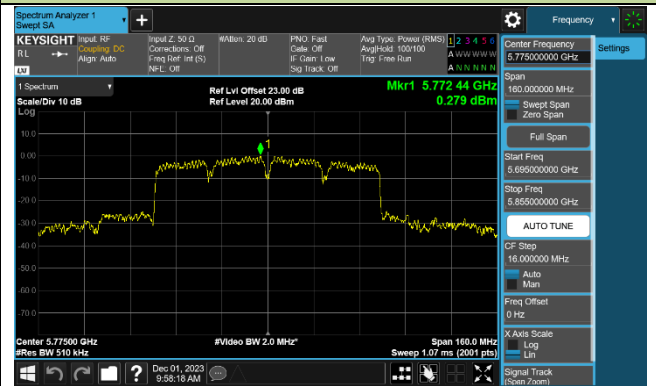 Spectrum Analyzer 1
Swept SA
Frequency
KEYSIGHT
RL
Input: RF
Coupling: DC
Align: Auto
Input Z: 50 Ω
Corrections: Off
Freq Ref: Int (S)
NFE: Off
#Atten: 20 dB
PNO: Fast
Gate: Off
IF Gain: Low
Sig Track: Off
Avg Type: Power (RMS)
Avg|Hold: 100/100
Trig: Free Run
1 2 3 4 5 6
A W W W W W
A N N N N N
1 Spectrum
Scale/Div 10 dB
Log
Ref Lvl Offset 23.00 dB
Ref Level 20.00 dBm
Mkr1 5.772 44 GHz
0.279 dBm
1
10.0
0.00
-10.0
-20.0
-30.0
-40.0
-50.0
-60.0
-70.0
Center 5.77500 GHz
#Res BW 510 kHz
#Video BW 2.0 MHz*
Span 160.0 MHz
Sweep 1.07 ms (2001 pts)
Dec 01, 2023
9:58:18 AM
Center Frequency
5.775000000 GHz
Settings
Span
160.000000 MHz
Swept Span
Zero Span
Full Span
Start Freq
5.695000000 GHz
Stop Freq
5.855000000 GHz
AUTO TUNE
CF Step
16.000000 MHz
Auto
Man
Freq Offset
0 Hz
X Axis Scale
Log
Lin
Signal Track
(Span Zoom)